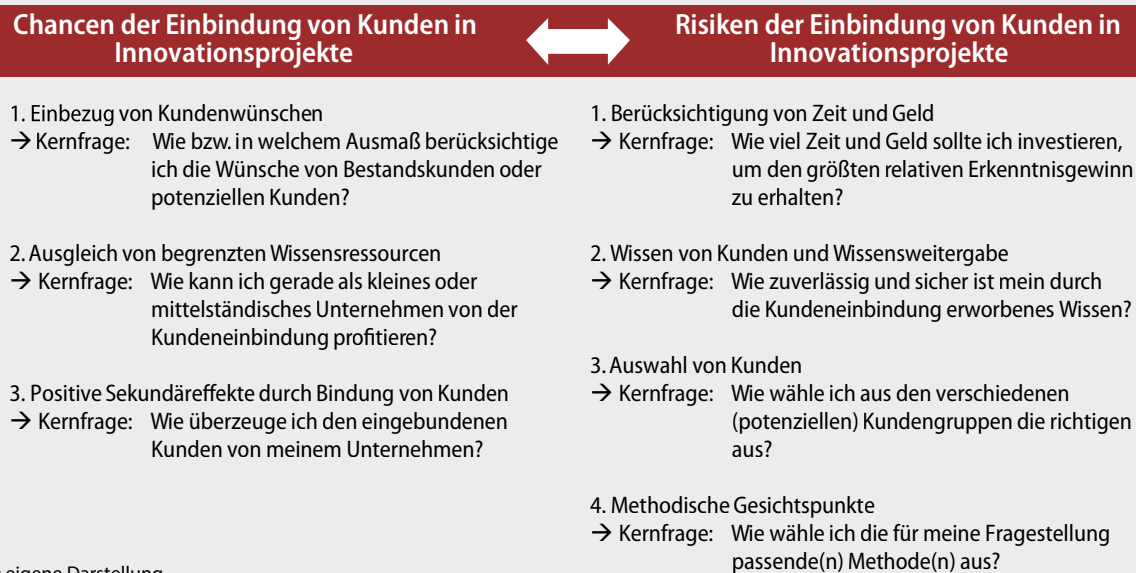 Chancen der Einbindung von Kunden in
Innovationsprojekte
Risiken der Einbindung von Kunden in
Innovationsprojekte
1. Einbezug von Kundenwünschen
→ Kernfrage: Wie bzw. in welchem Ausmaß berücksichtige
ich die Wünsche von Bestandskunden oder
potenziellen Kunden?
2. Ausgleich von begrenzten Wissensressourcen
→ Kernfrage: Wie kann ich gerade als kleines oder
mittelständisches Unternehmen von der
Kundeneinbindung profitieren?
3. Positive Sekundäreffekte durch Bindung von Kunden
→ Kernfrage: Wie überzeuge ich den eingebundenen
Kunden von meinem Unternehmen?
1. Berücksichtigung von Zeit und Geld
→ Kernfrage: Wie viel Zeit und Geld sollte ich investieren,
um den größten relativen Erkenntnisgewinn
zu erhalten?
2. Wissen von Kunden und Wissensweitergabe
→ Kernfrage: Wie zuverlässig und sicher ist mein durch
die Kundeneinbindung erworbenes Wissen?
3. Auswahl von Kunden
→ Kernfrage: Wie wähle ich aus den verschiedenen
(potenziellen) Kundengruppen die richtigen
aus?
4. Methodische Gesichtspunkte
→ Kernfrage: Wie wähle ich die für meine Fragestellung
passende(n) Methode(n) aus?
eigene Darstellung